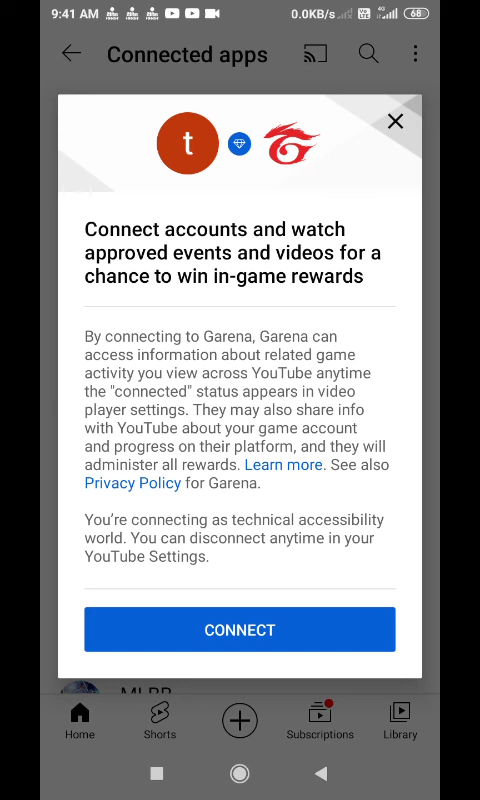 9:41 AM 0.0KB/s 4G 68
Connected apps
t
Connect accounts and watch
approved events and videos for a
chance to win in-game rewards
By connecting to Garena, Garena can
access information about related game
activity you view across YouTube anytime
the "connected" status appears in video
player settings. They may also share info
with YouTube about your game account
and progress on their platform, and they will
administer all rewards. Learn more. See also
Privacy Policy for Garena.
You're connecting as technical accessibility
world. You can disconnect anytime in your
YouTube Settings.
CONNECT
MLBB
Home Shorts Subscriptions Library